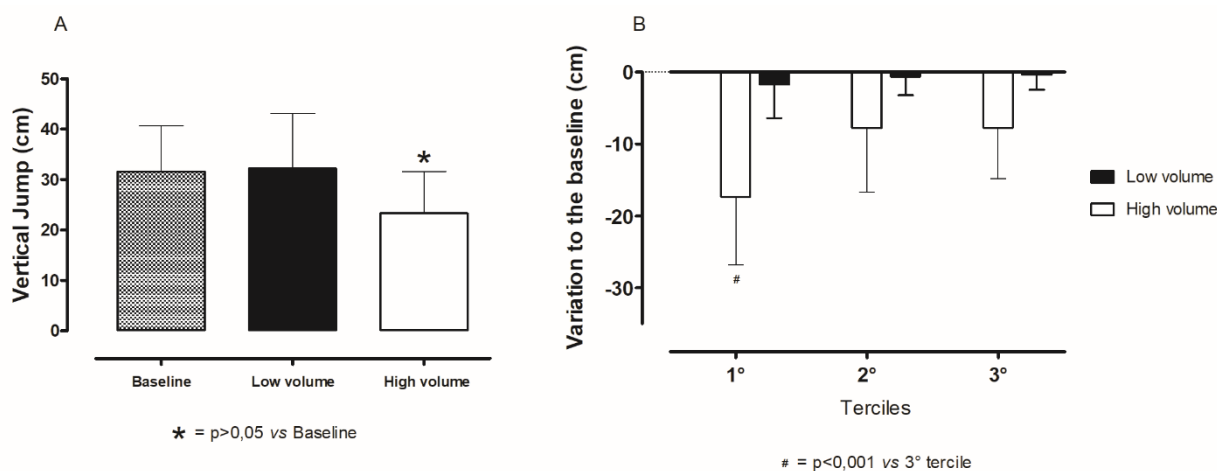 A
Vertical Jump (cm)
50
40
30
20
10
0
*
Baseline
Low volume
High volume
* = p>0,05 vs Baseline
B
Variation to the baseline (cm)
0
-10
-20
-30
#
1°
2°
3°
Terciles
Low volume
High volume
# = p<0,001 vs 3° tercile